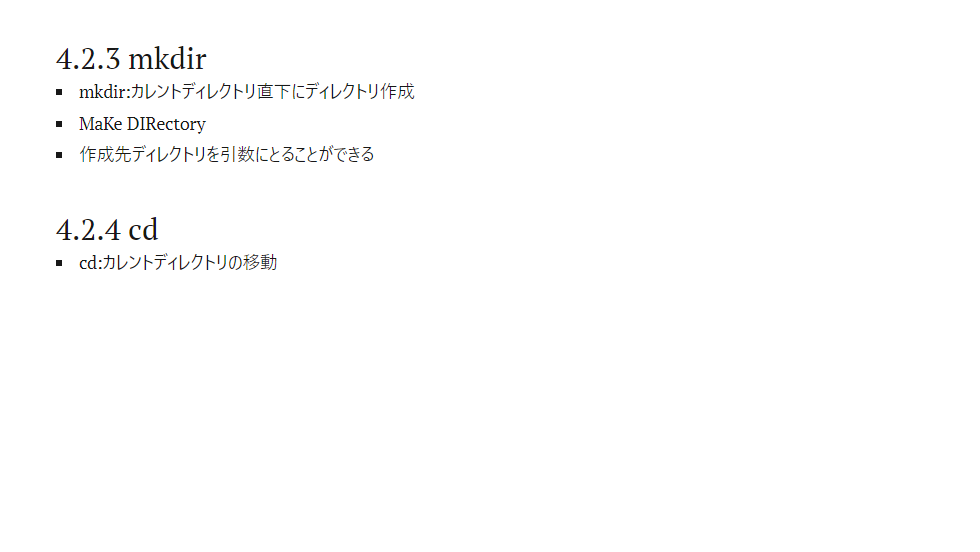 4.2.3 mkdir
mkdir:カレントディレクトリ直下にディレクトリ作成
MaKe DIRectory
作成先ディレクトリを引数にとることができる
4.2.4 cd
cd:カレントディレクトリの移動